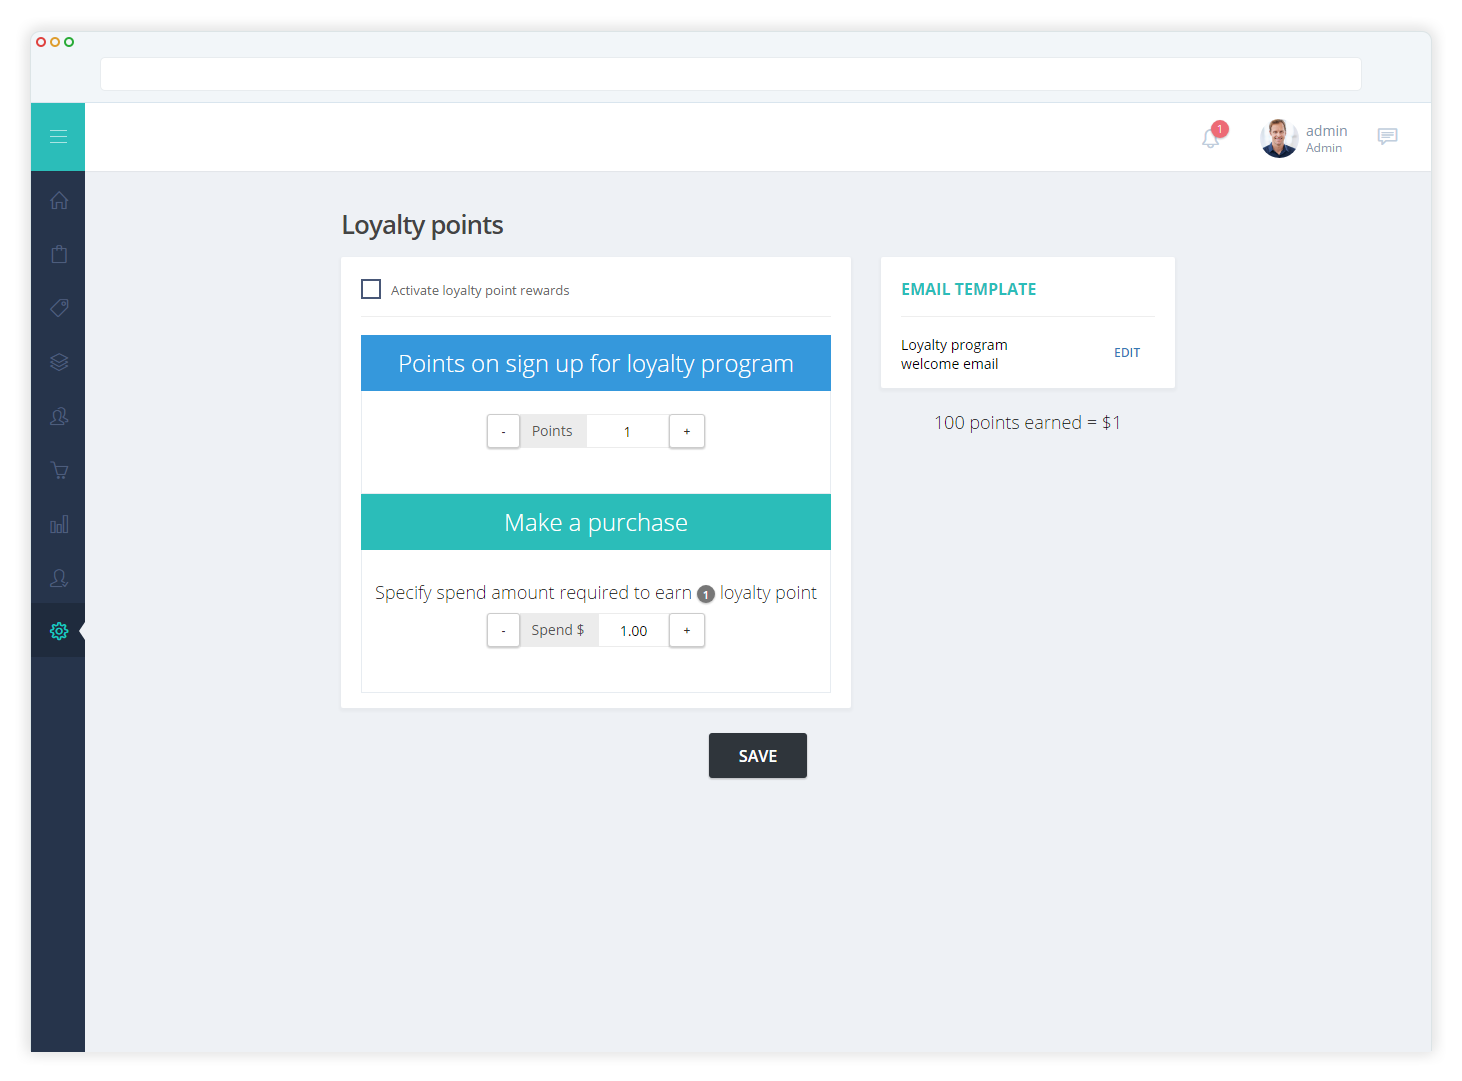 1
admin
Admin
Loyalty points
Activate loyalty point rewards
Points on sign up for loyalty program
- Points 1 +
Make a purchase
Specify spend amount required to earn 1 loyalty point
- Spend $ 1.00 +
EMAIL TEMPLATE
Loyalty program
welcome email
EDIT
100 points earned = $1
SAVE